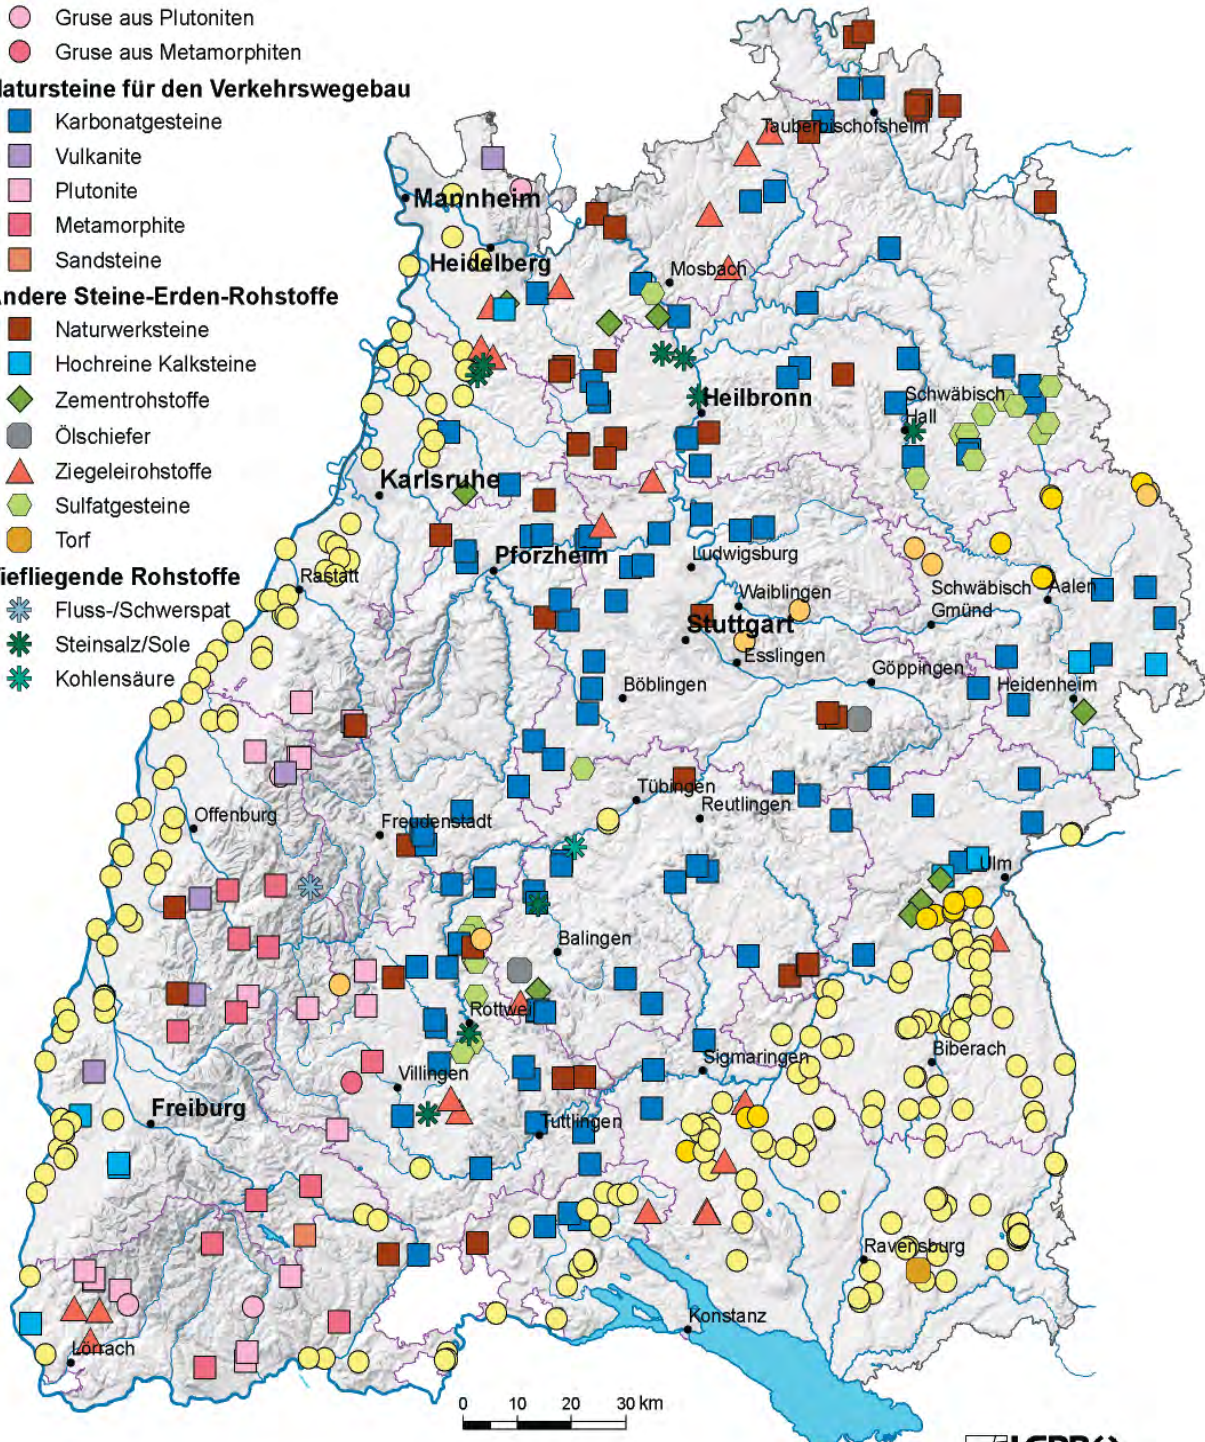 Gruse aus Plutoniten
Gruse aus Metamorphiten
Natursteine für den Verkehrswegebau
Karbonatgesteine
Vulkanite
Plutonite
Metamorphite
Sandsteine
Andere Steine-Erden-Rohstoffe
Naturwerksteine
Hochreine Kalksteine
Zementrohstoffe
Ölschiefer
Ziegeleirohstoffe
Sulfatgesteine
Torf
Tiefliegende Rohstoffe
Fluss-/Schwerspat
Steinsalz/Sole
Kohlensäure
Tauberbischofsheim
Mannheim
Heidelberg
Mosbach
Heilbronn
Schwäbisch
Hall
Karlsruhe
Pforzheim
Ludwigsburg
Rastatt
Waiblingen
Schwäbisch
Gmünd
Aalen
Stuttgart
Esslingen
Göppingen
Böblingen
Heidenheim
Tübingen
Reutlingen
Offenburg
Freudenstadt
Ulm
Balingen
Rottweil
Sigmaringen
Biberach
Villingen
Freiburg
Tuttlingen
Ravensburg
Konstanz
Lörrach
0 10 20 30 km